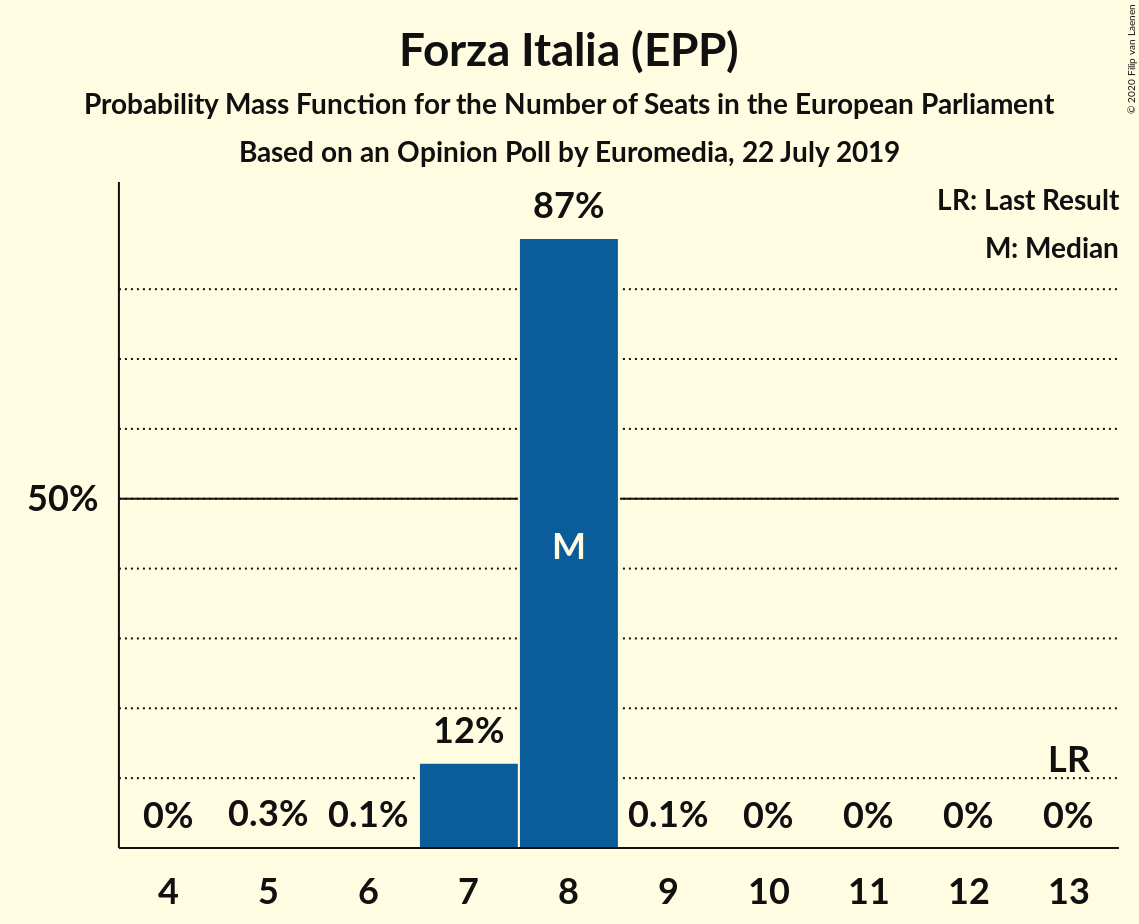 Forza Italia (EPP)
Probability Mass Function for the Number of Seats in the European Parliament
Based on an Opinion Poll by Euromedia, 22 July 2019
© 2020 Filip van Laenen
LR: Last Result
M: Median
87%
50%
M
12%
LR
0% 0.3% 0.1% 0.1% 0% 0% 0% 0%
4 5 6 7 8 9 10 11 12 13